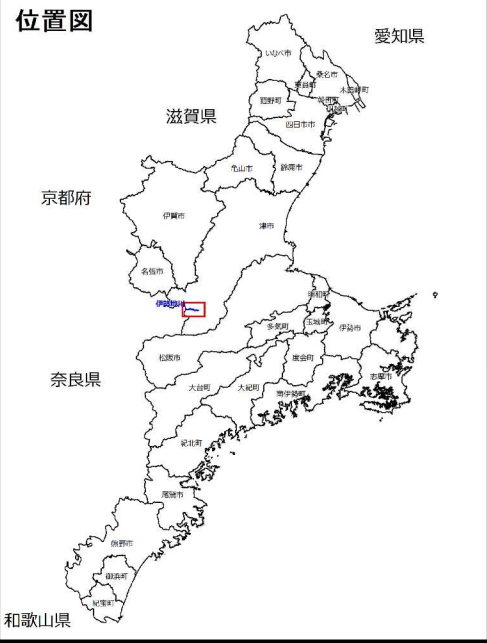 位置図
愛知県
いなべ市
桑名市
東員町
木曽岬町
菰野町
朝日町
川越町
四日市市
滋賀県
亀山市
鈴鹿市
京都府
伊賀市
津市
名張市
明和町
玉城町
伊勢市
多気町
松阪市
度会町
奈良県
大台町
大紀町
南伊勢町
志摩市
紀北町
尾鷲市
熊野市
御浜町
紀宝町
和歌山県